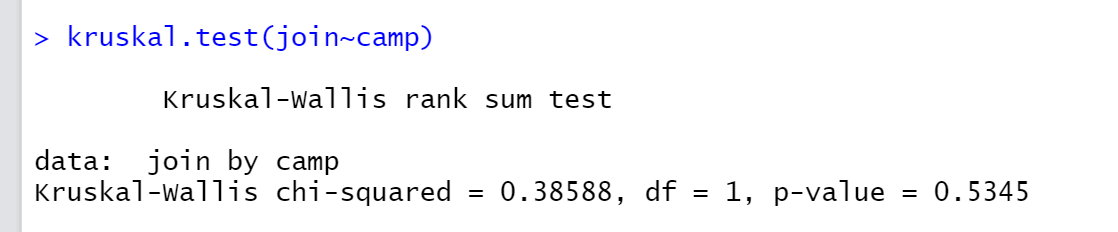 > kruskal.test(join~camp)
Kruskal-Wallis rank sum test
data:  join by camp
Kruskal-Wallis chi-squared = 0.38588, df = 1, p-value = 0.5345